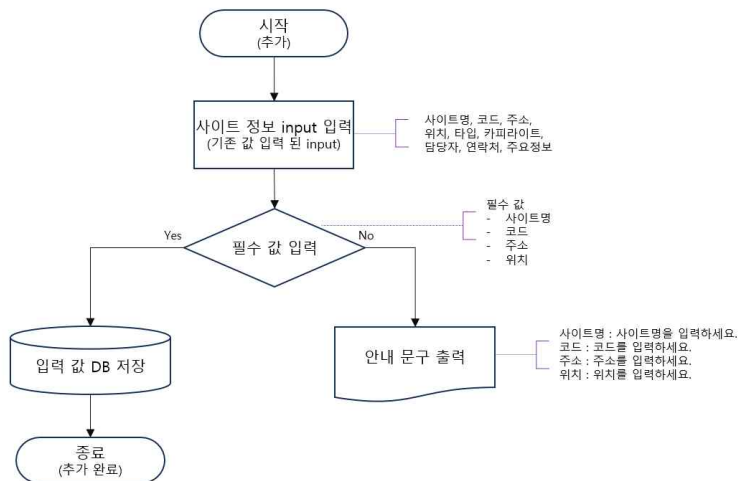 시작
(추가)
사이트 정보 input 입력
(기존 값 입력 된 input)
사이트명, 코드, 주소,
위치, 타입, 카피라이트,
담당자, 연락처, 주요정보
필수 값 입력
Yes
No
필수 값
- 사이트명
- 코드
- 주소
- 위치
입력 값 DB 저장
안내 문구 출력
사이트명 : 사이트명을 입력하세요.
코드 : 코드를 입력하세요.
주소 : 주소를 입력하세요.
위치 : 위치를 입력하세요.
종료
(추가 완료)